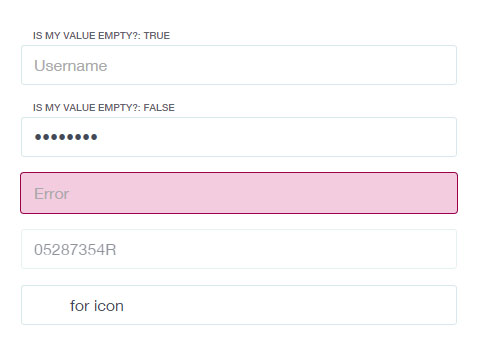 IS MY VALUE EMPTY?: TRUE
Username
IS MY VALUE EMPTY?: FALSE
••••••••
Error
05287354R
for icon